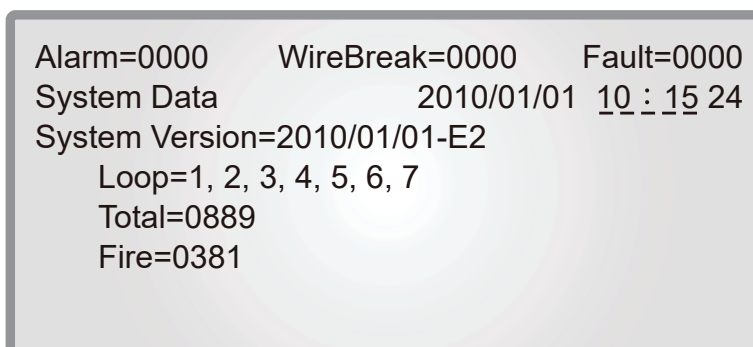 Alarm=0000 WireBreak=0000 Fault=0000
System Data 2010/01/01 10：15 24
System Version=2010/01/01-E2
Loop=1, 2, 3, 4, 5, 6, 7
Total=0889
Fire=0381